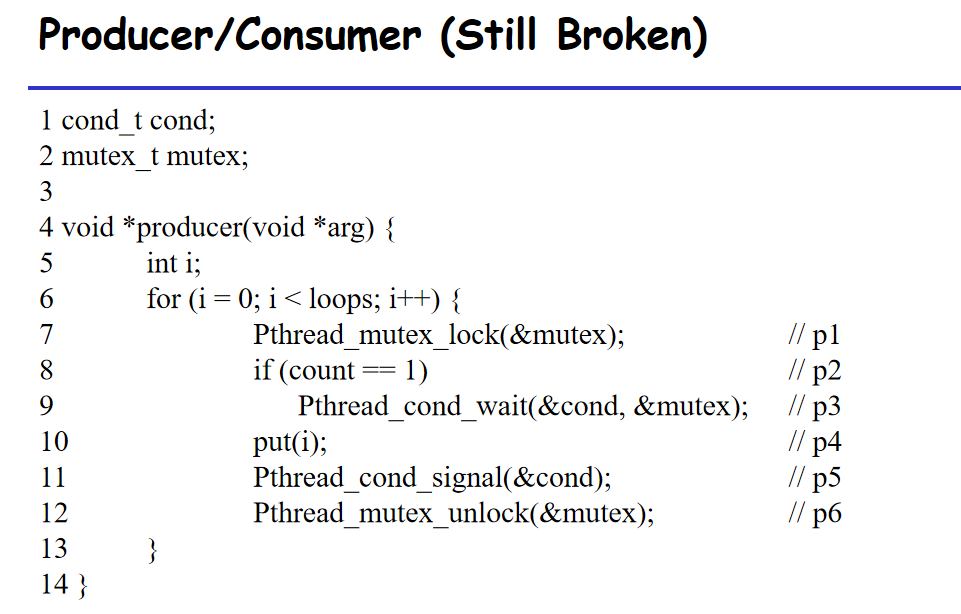 Producer/Consumer (Still Broken)
1 cond_t cond;
2 mutex_t mutex;
3
4 void *producer(void *arg) {
5 int i;
6 for (i = 0; i < loops; i++) {
7 Pthread_mutex_lock(&mutex); // p1
8 if (count == 1) // p2
9 Pthread_cond_wait(&cond, &mutex); // p3
10 put(i); // p4
11 Pthread_cond_signal(&cond); // p5
12 Pthread_mutex_unlock(&mutex); // p6
13 }
14 }